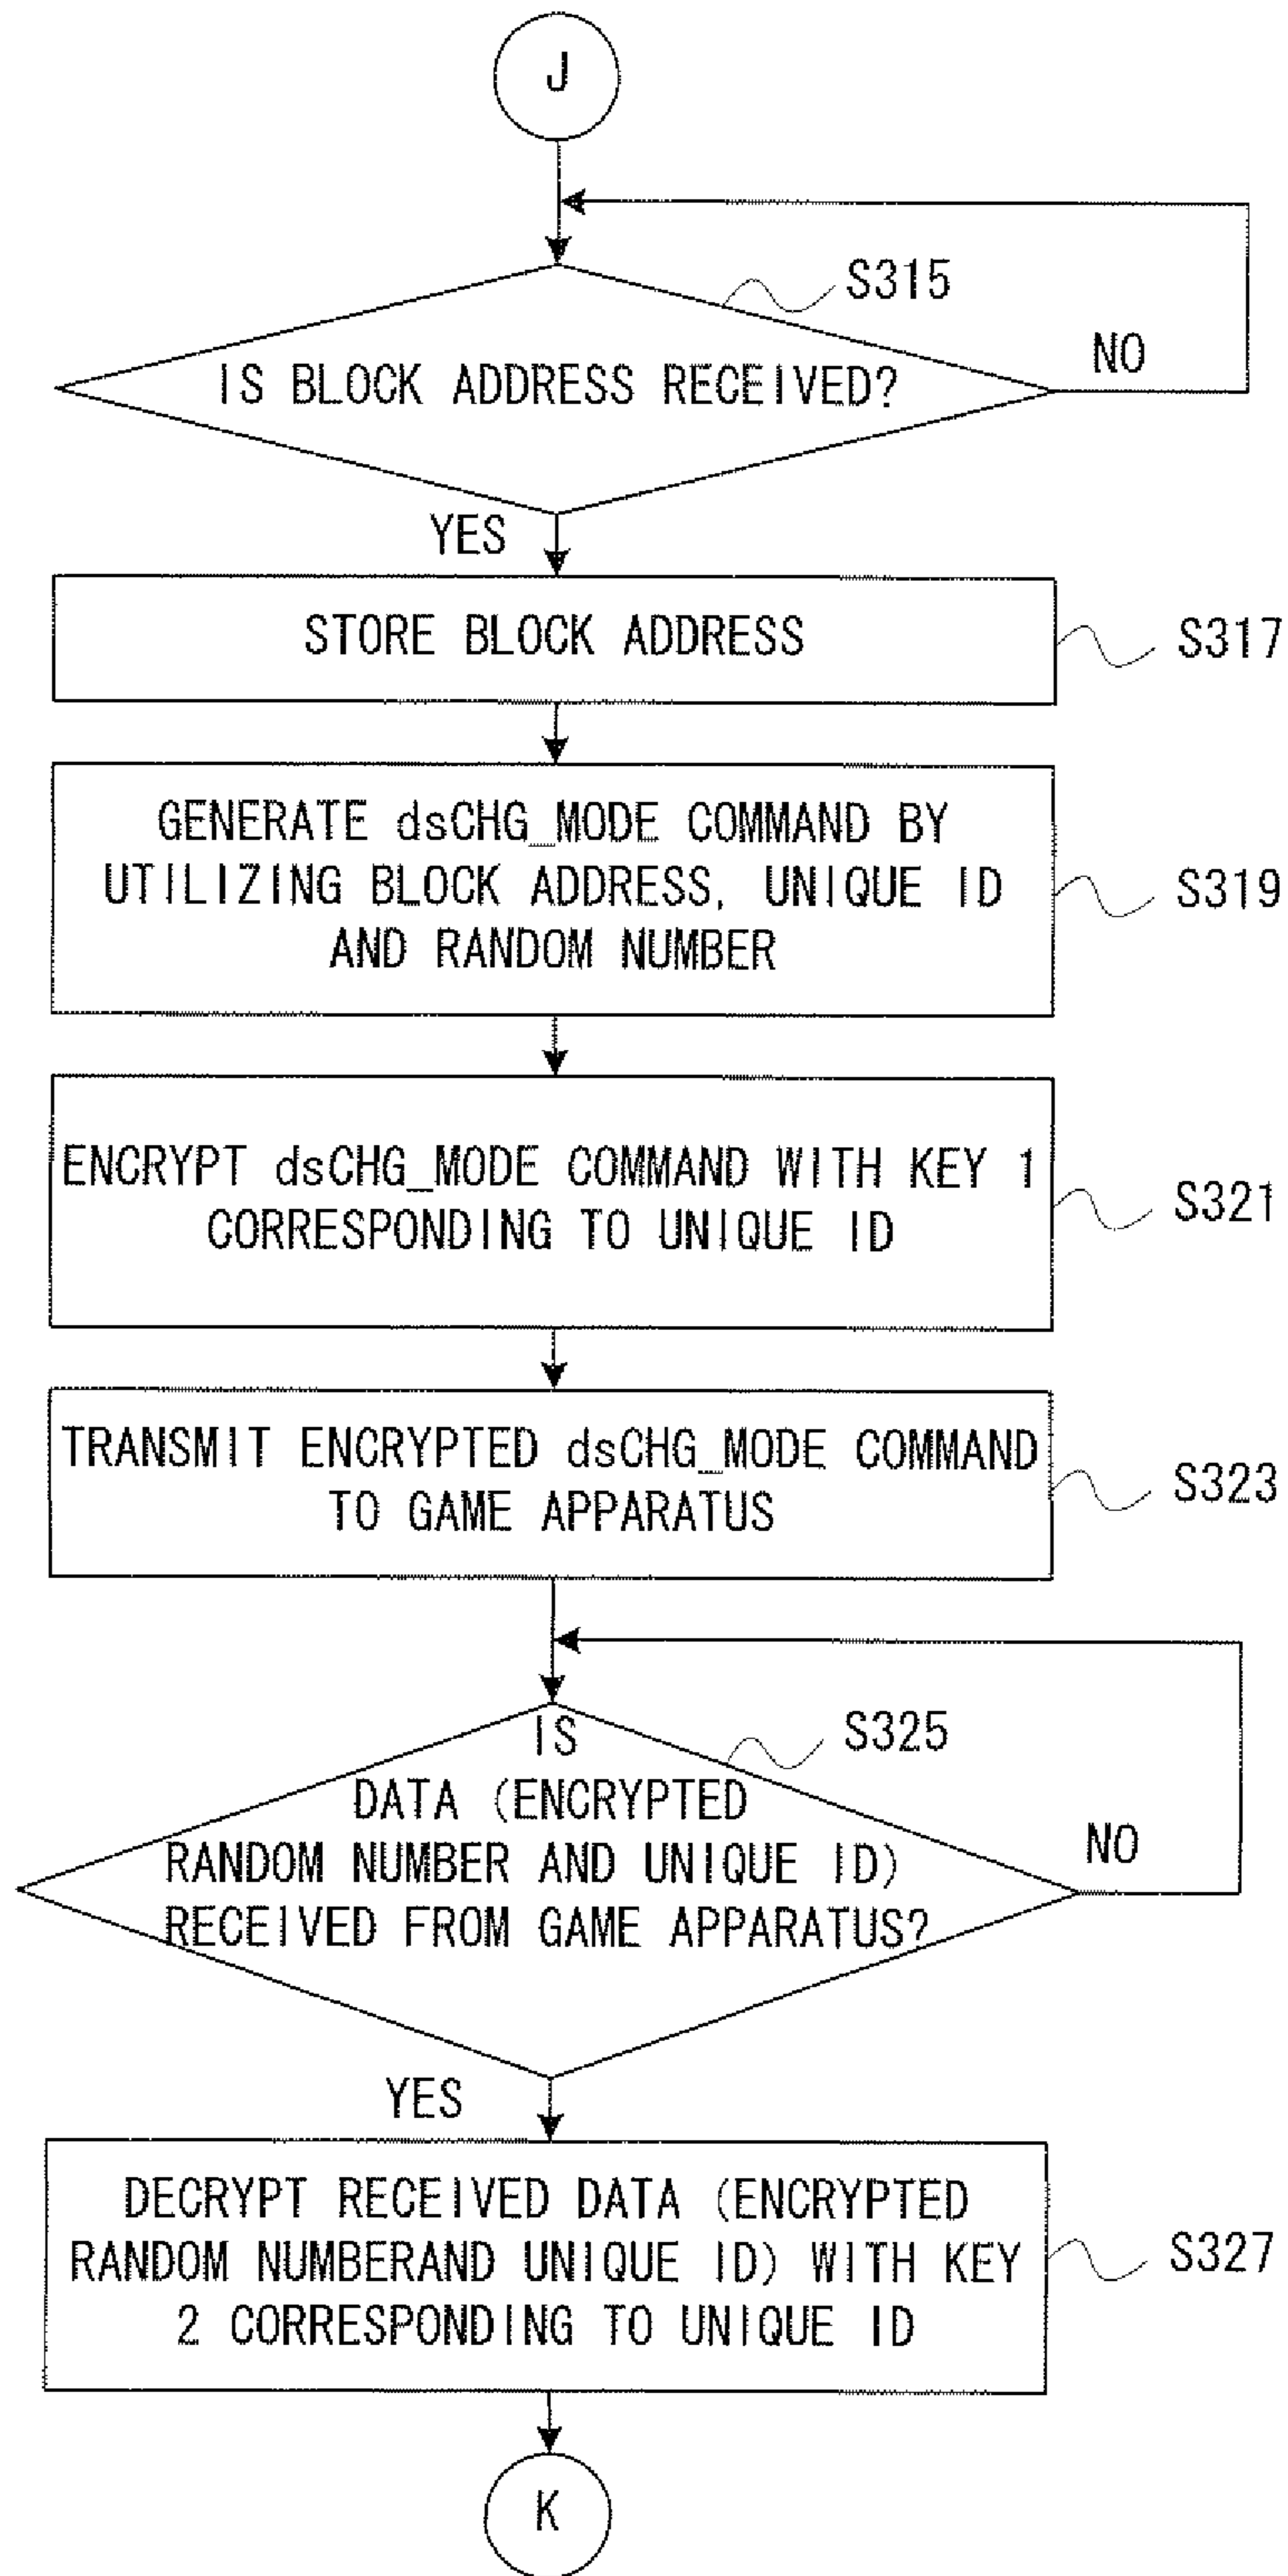 J
S315
IS BLOCK ADDRESS RECEIVED?
NO
YES
STORE BLOCK ADDRESS
S317
GENERATE dsCHG_MODE COMMAND BY
UTILIZING BLOCK ADDRESS, UNIQUE ID
AND RANDOM NUMBER
S319
ENCRYPT dsCHG_MODE COMMAND WITH KEY 1
CORRESPONDING TO UNIQUE ID
S321
TRANSMIT ENCRYPTED dsCHG_MODE COMMAND
TO GAME APPARATUS
S323
S325
IS
DATA (ENCRYPTED
RANDOM NUMBER AND UNIQUE ID)
RECEIVED FROM GAME APPARATUS?
NO
YES
DECRYPT RECEIVED DATA (ENCRYPTED
RANDOM NUMBERAND UNIQUE ID) WITH KEY
2 CORRESPONDING TO UNIQUE ID
S327
K